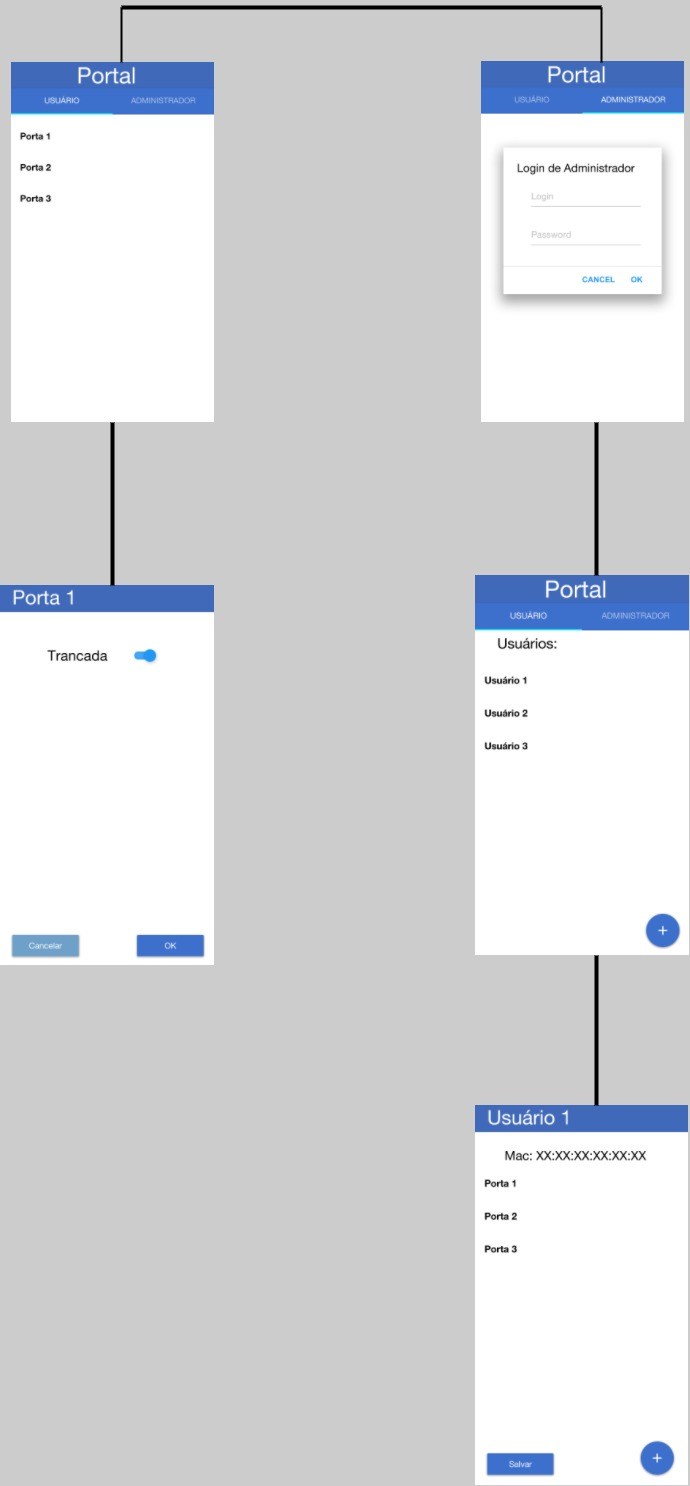 Portal
USUÁRIO ADMINISTRADOR
Porta 1
Porta 2
Porta 3
Portal
USUÁRIO ADMINISTRADOR
Login de Administrador
Login
Password
CANCEL OK
Porta 1
Trancada
Cancelar OK
Portal
USUÁRIO ADMINISTRADOR
Usuários:
Usuário 1
Usuário 2
Usuário 3
+
Usuário 1
Mac: XX:XX:XX:XX:XX:XX
Porta 1
Porta 2
Porta 3
Salvar +